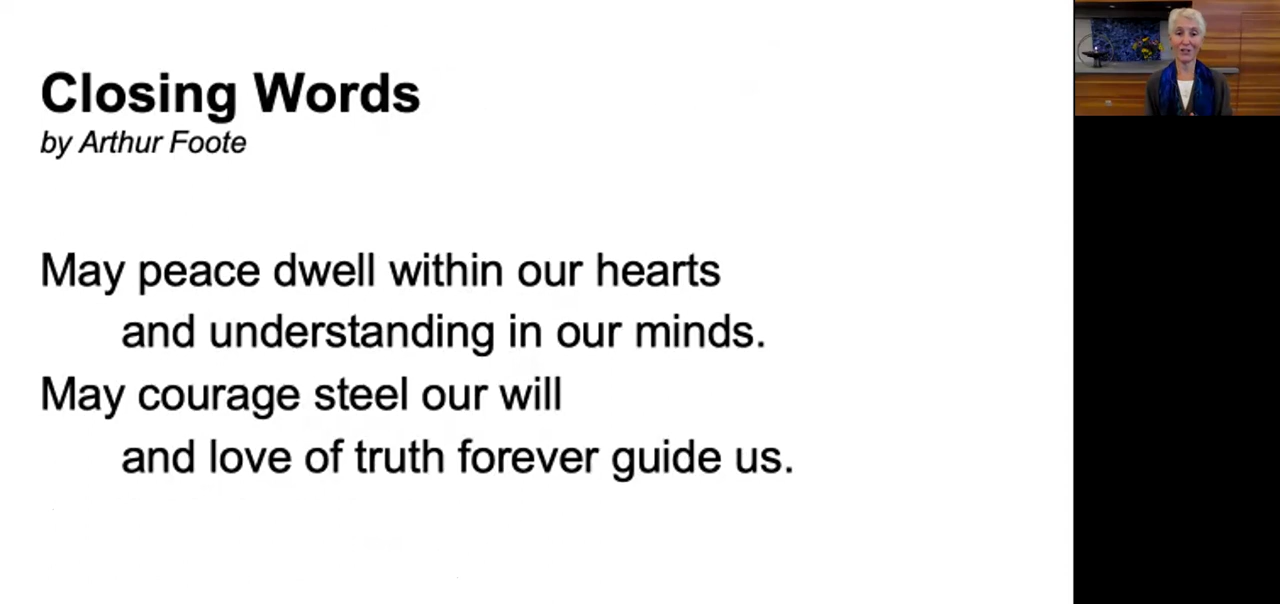 Closing Words
by Arthur Foote
May peace dwell within our hearts
and understanding in our minds.
May courage steel our will
and love of truth forever guide us.